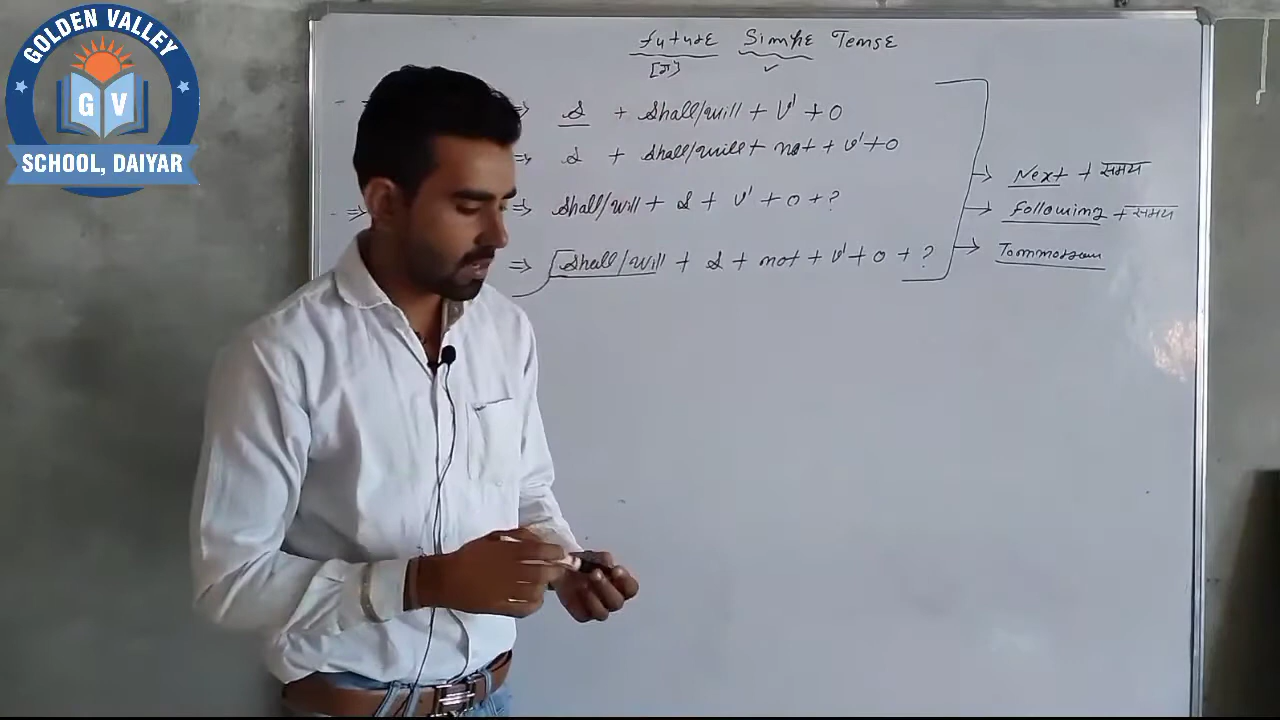 GOLDEN VALLEY
G V
SCHOOL, DAIYAR
Future Simple Tense
[गा]
⇒ S + Shall/will + V¹ + O
⇒ S + Shall/will + not + V¹ + O
⇒ Shall/will + S + V¹ + O + ?
⇒ Shall/will + S + not + V¹ + O + ?
→ Next + समय
→ following + समय
→ Tommorrow